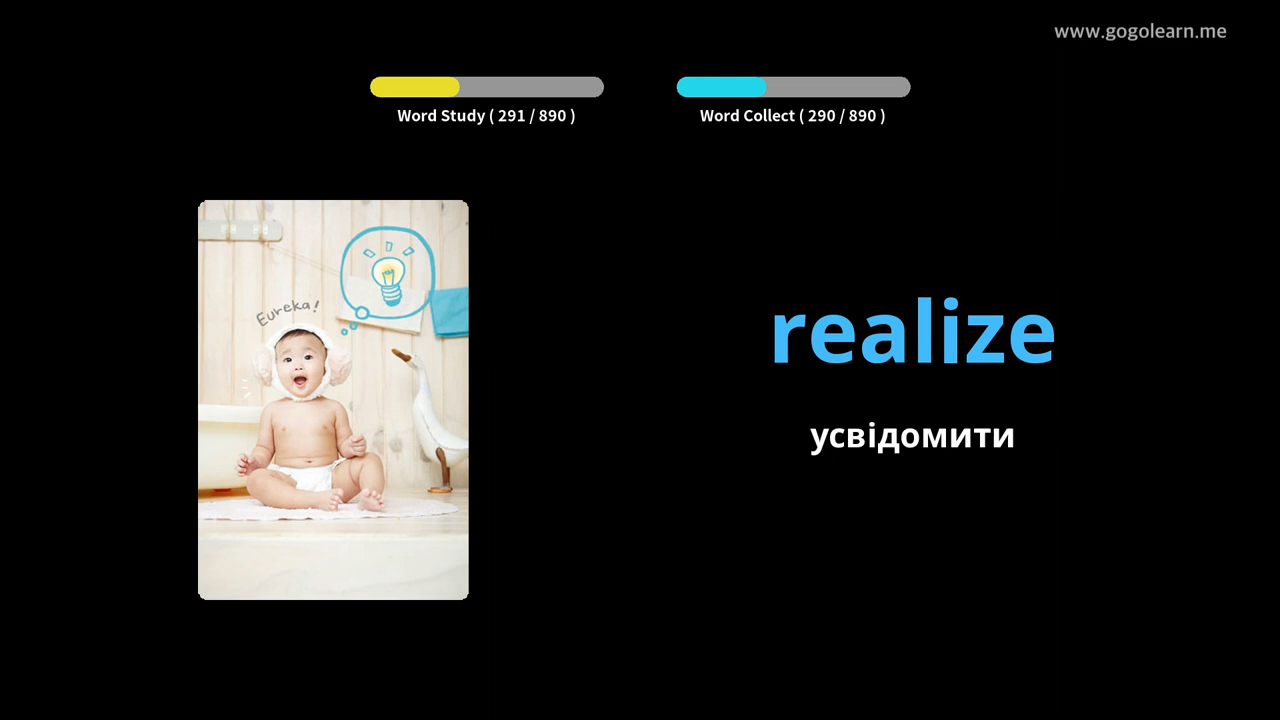 www.gogolearn.me
Word Study ( 291 / 890 )
Word Collect ( 290 / 890 )
Eureka!
realize
усвідомити